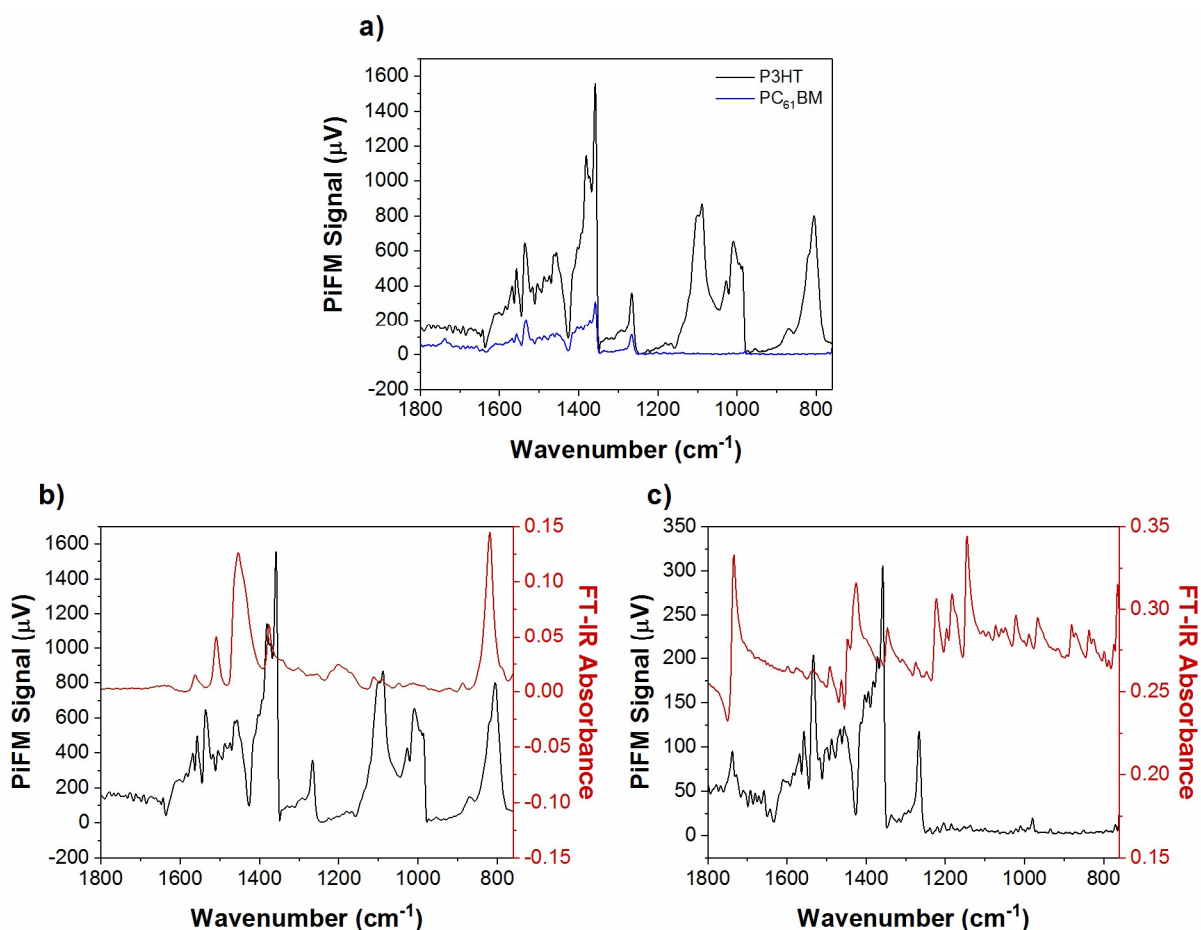 a)
P3HT
PC₆₁BM
PiFM Signal (μV)
1600
1400
1200
1000
800
600
400
200
0
-200
1800 1600 1400 1200 1000 800
Wavenumber (cm⁻¹)
b)
PiFM Signal (μV)
1600
1400
1200
1000
800
600
400
200
0
-200
0.15
0.10
0.05
0.00
-0.05
-0.10
-0.15
FT-IR Absorbance
1800 1600 1400 1200 1000 800
Wavenumber (cm⁻¹)
c)
PiFM Signal (μV)
350
300
250
200
150
100
50
0
0.35
0.30
0.25
0.20
0.15
FT-IR Absorbance
1800 1600 1400 1200 1000 800
Wavenumber (cm⁻¹)